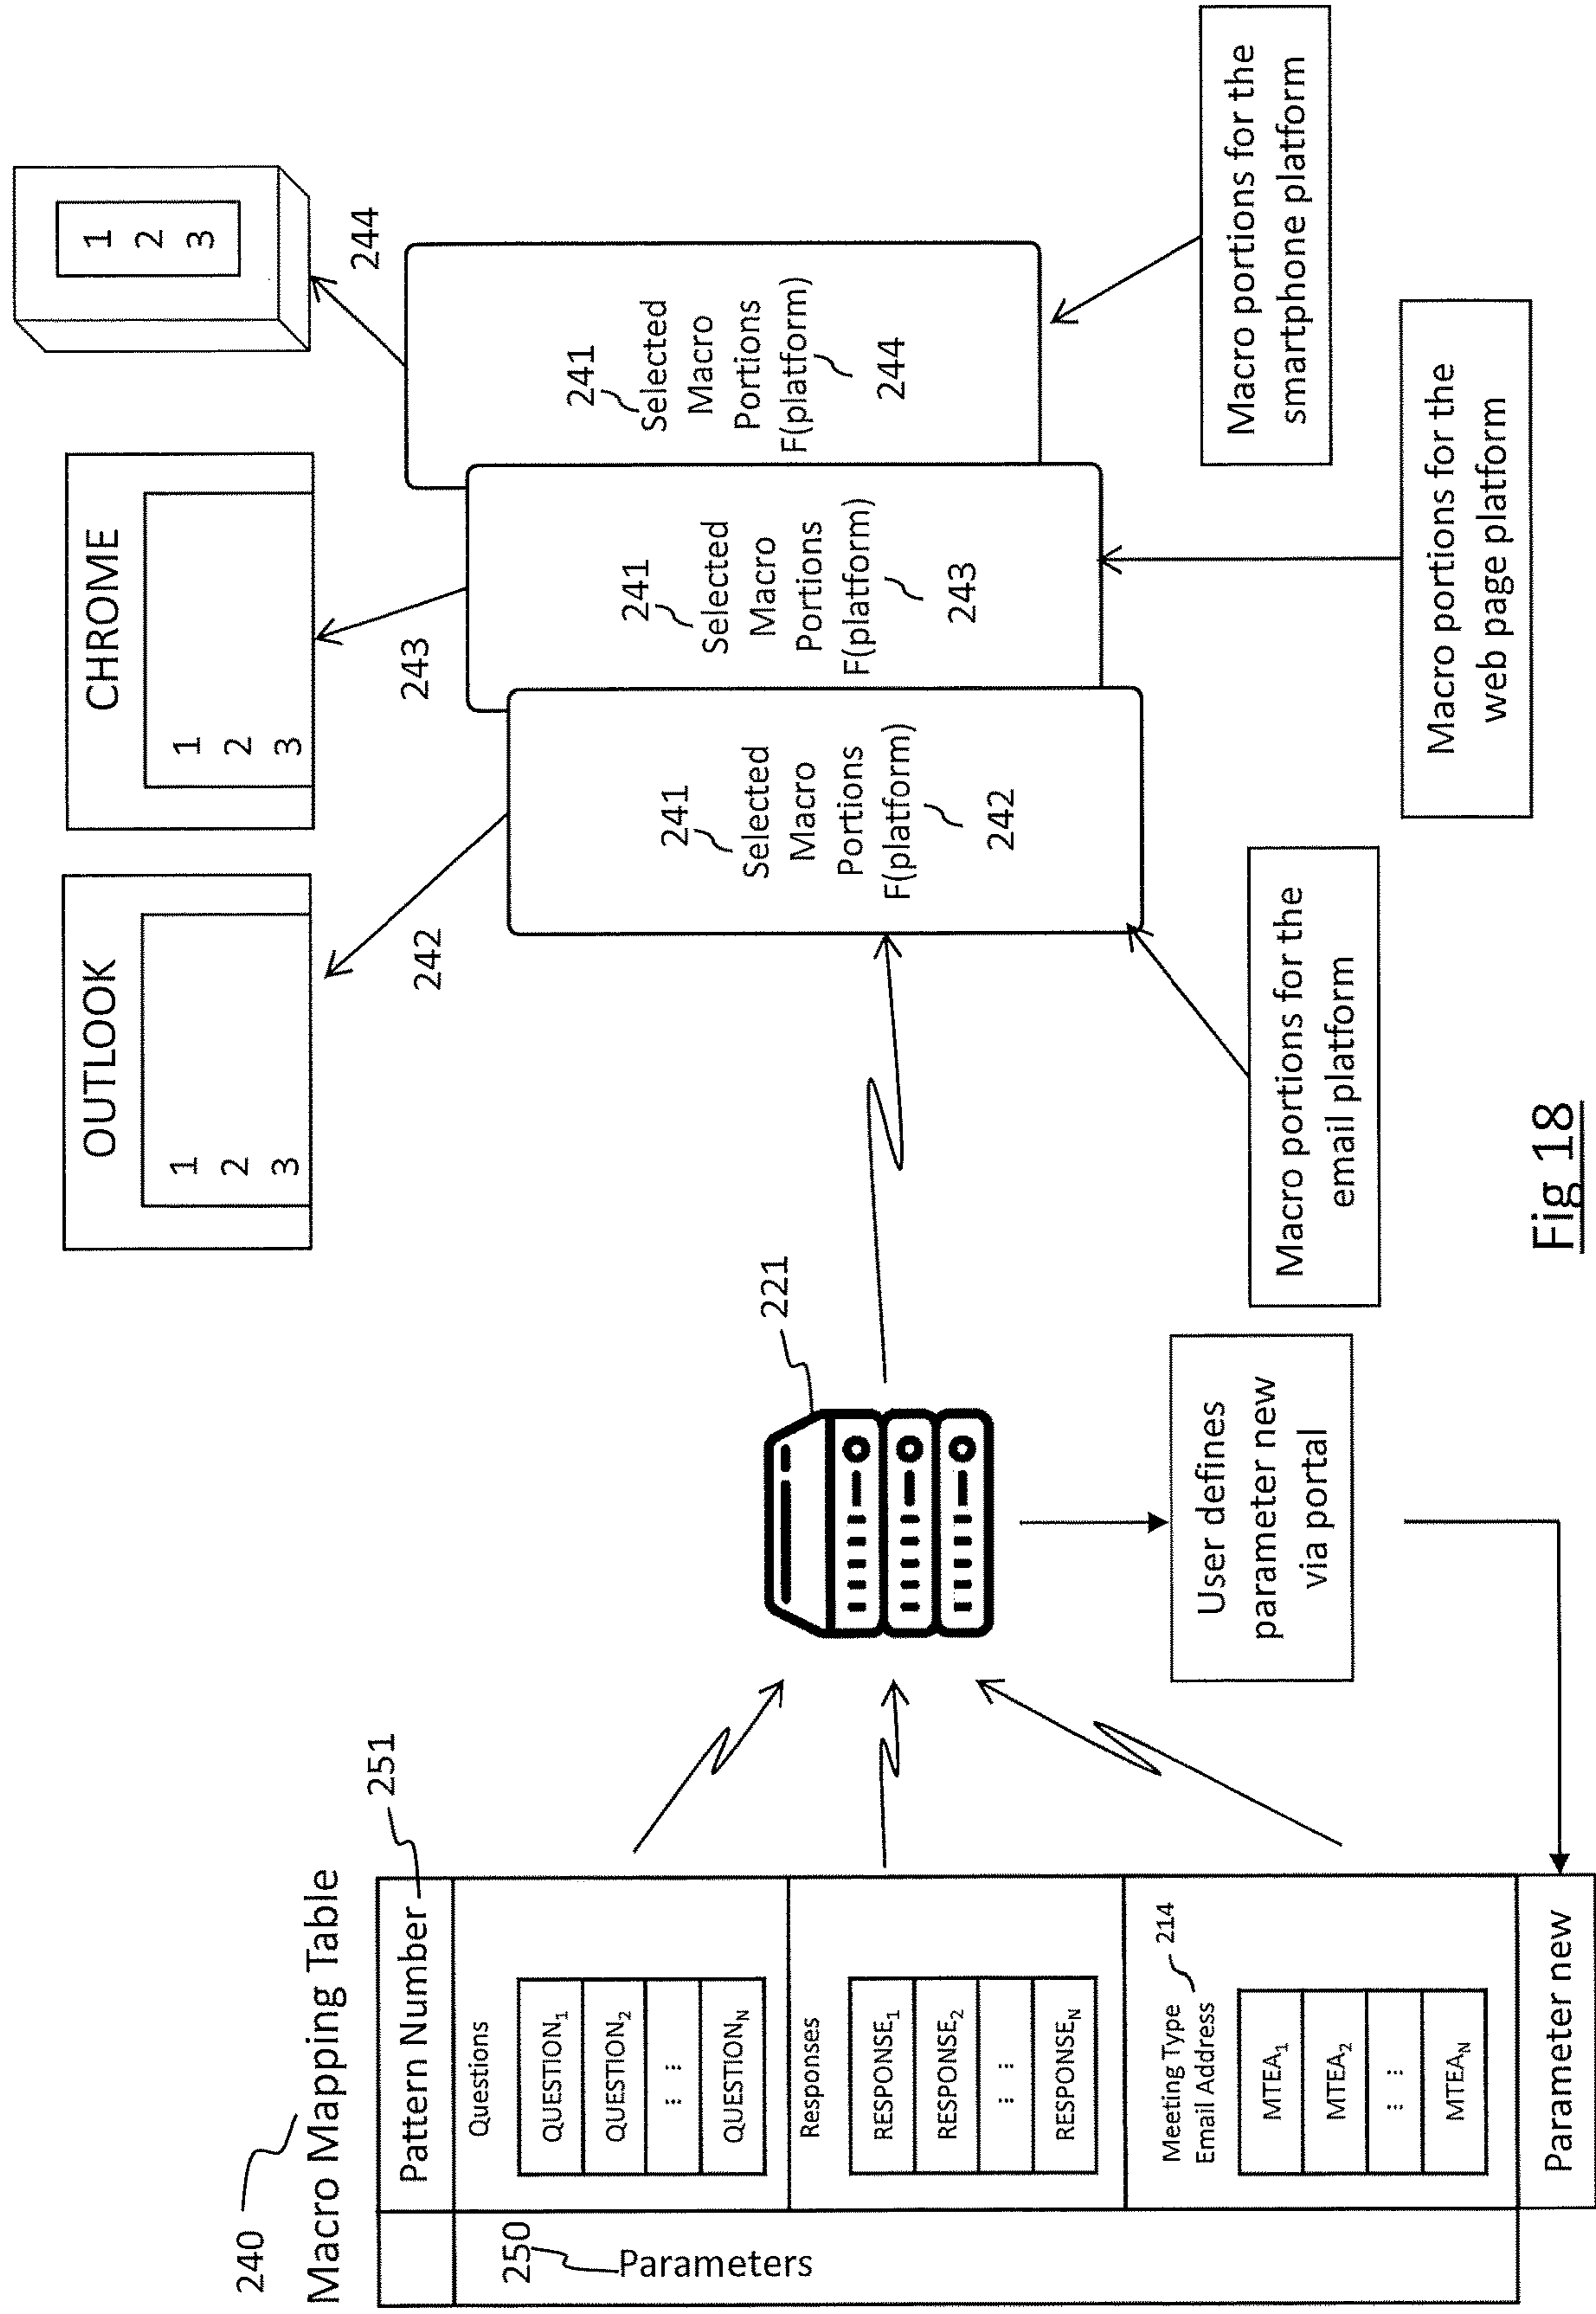 240
Macro Mapping Table
Pattern Number
251
250
Parameters
Questions
QUESTION1
QUESTION2
⋮ ⋮
QUESTIONN
Responses
RESPONSE1
RESPONSE2
⋮ ⋮
RESPONSEN
Meeting Type
Email Address
214
MTEA1
MTEA2
⋮ ⋮
MTEAN
Parameter new
221
User defines
parameter new
via portal
OUTLOOK
1
2
3
242
CHROME
1
2
3
243
1
2
3
244
241
Selected
Macro
Portions
F(platform)
242
241
Selected
Macro
Portions
F(platform)
243
241
Selected
Macro
Portions
F(platform)
244
Macro portions for the
email platform
Macro portions for the
web page platform
Macro portions for the
smartphone platform
Fig 18